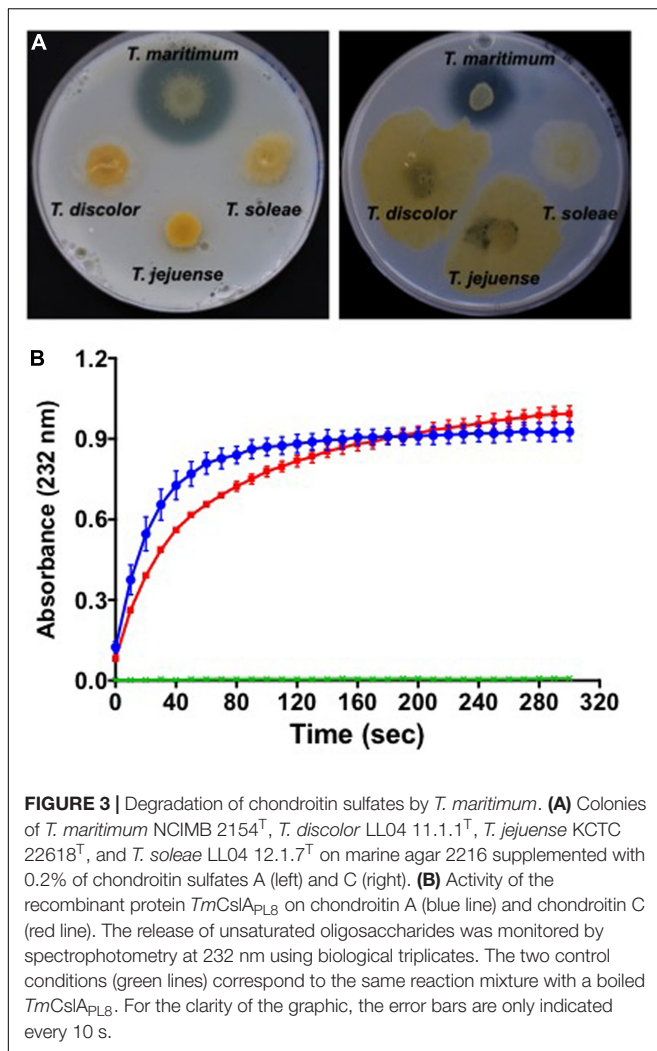 A
T. maritimum
T. discolor
T. soleae
T. jejuense
T. maritimum
T. discolor
T. soleae
T. jejuense
B
Absorbance (232 nm)
1.2
0.9
0.6
0.3
0.0
0 40 80 120 160 200 240 280 320
Time (sec)
FIGURE 3 | Degradation of chondroitin sulfates by T. maritimum. (A) Colonies
of T. maritimum NCIMB 2154ᵀ, T. discolor LL04 11.1.1ᵀ, T. jejuense KCTC
22618ᵀ, and T. soleae LL04 12.1.7ᵀ on marine agar 2216 supplemented with
0.2% of chondroitin sulfates A (left) and C (right). (B) Activity of the
recombinant protein TmCslA_PL8 on chondroitin A (blue line) and chondroitin C
(red line). The release of unsaturated oligosaccharides was monitored by
spectrophotometry at 232 nm using biological triplicates. The two control
conditions (green lines) correspond to the same reaction mixture with a boiled
TmCslA_PL8. For the clarity of the graphic, the error bars are only indicated
every 10 s.